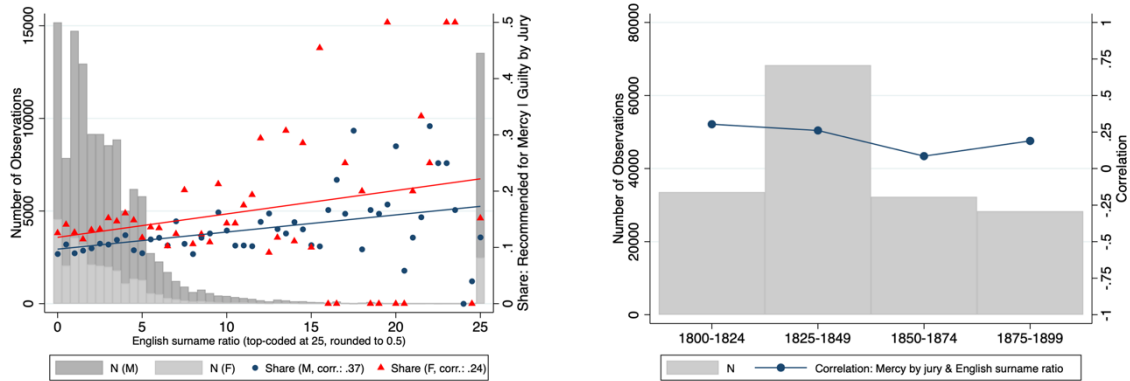 15000
10000
5000
0
Number of Observations
.5
.4
.3
.2
.1
0
Share: Recommended for Mercy | Guilty by Jury
0 5 10 15 20 25
English surname ratio (top-coded at 25, rounded to 0.5)
N (M) N (F) Share (M, corr.: .37) Share (F, corr.: .24)
80000
60000
40000
20000
0
Number of Observations
1
.75
.5
.25
0
-.25
-.5
-.75
-1
Correlation
1800-1824 1825-1849 1850-1874 1875-1899
N Correlation: Mercy by jury & English surname ratio